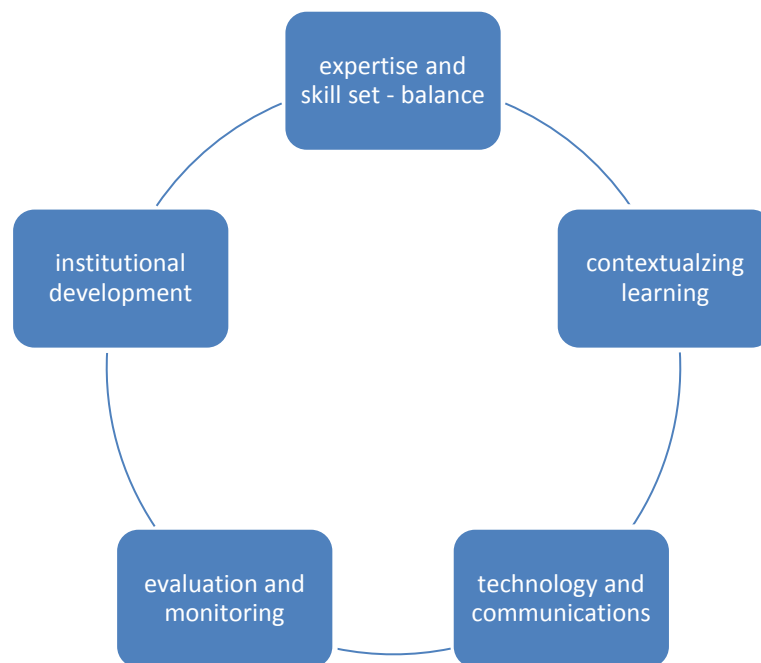 expertise and
skill set - balance
contextualzing
learning
technology and
communications
evaluation and
monitoring
institutional
development